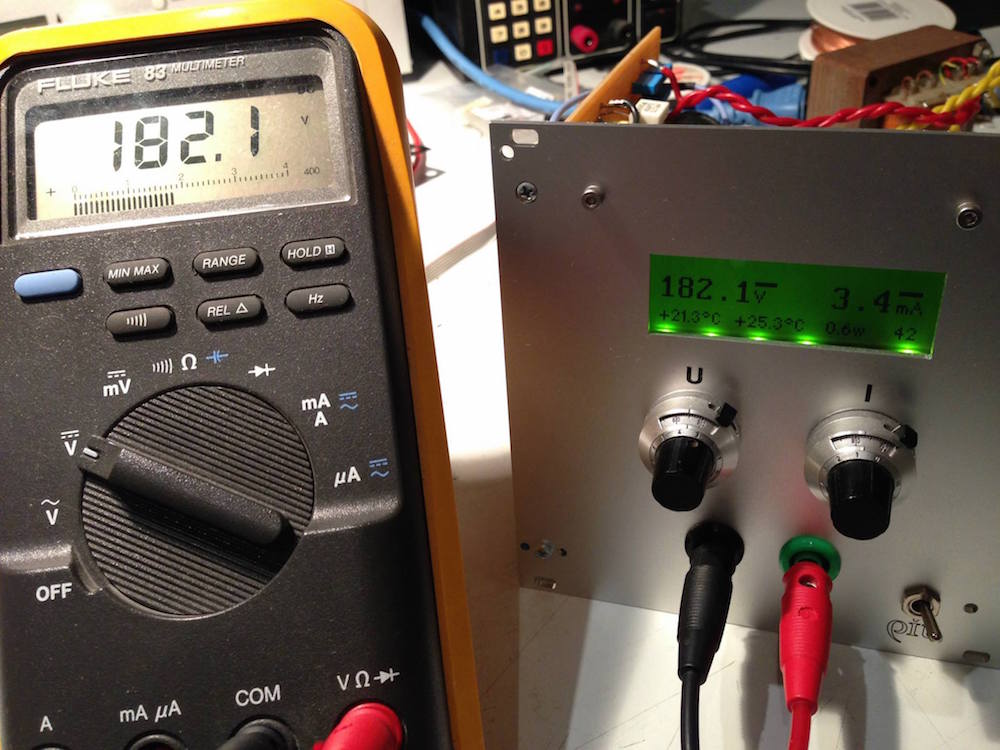 FLUKE 83 MULTIMETER
182.1 V
+ 0 1 2 3 4 400
MIN MAX RANGE HOLD H
REL Δ Hz
mV Ω
mA
A
V
μA
V
OFF
A mA μA COM V Ω
182.1V 3.4mA
+21.3°C +25.3°C 0.6W 42
U I